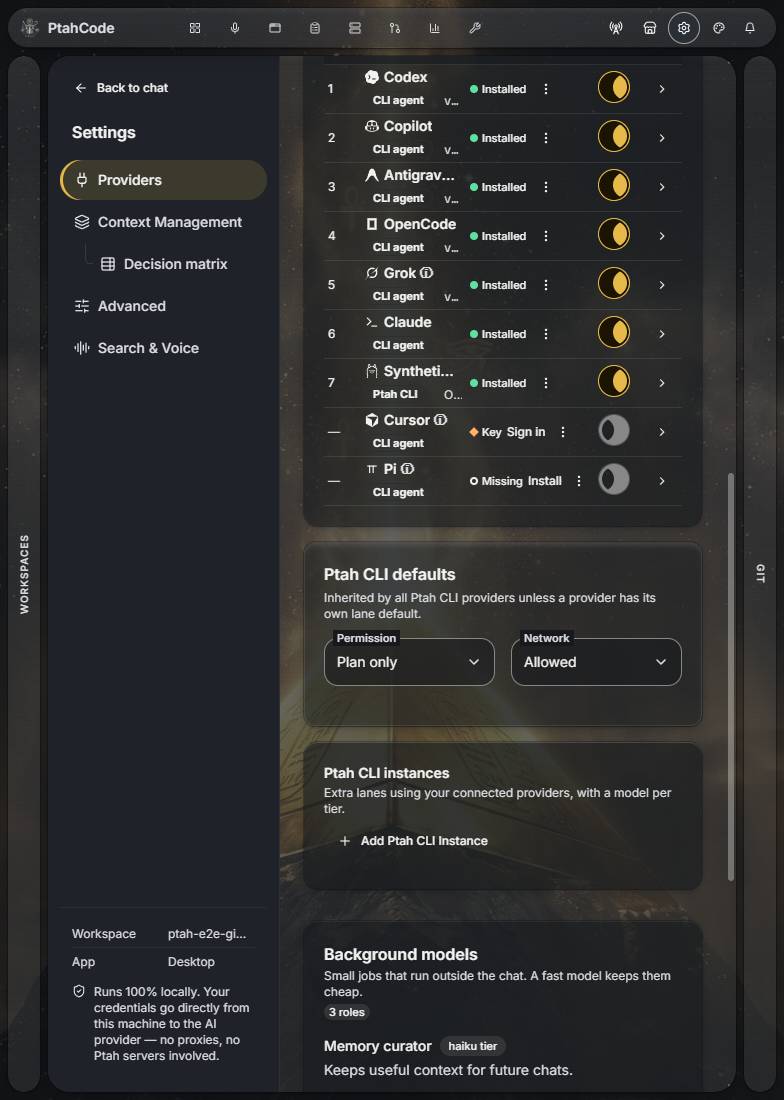 PtahCode
Back to chat
Settings
Providers
Context Management
Decision matrix
Advanced
Search & Voice
WORKSPACES
Workspace ptah-e2e-gi...
App Desktop
Runs 100% locally. Your
credentials go directly from
this machine to the AI
provider — no proxies, no
Ptah servers involved.
1 Codex Installed
CLI agent v...
2 Copilot Installed
CLI agent v...
3 Antigrav... Installed
CLI agent v...
4 OpenCode Installed
CLI agent v...
5 Grok Installed
CLI agent v...
6 Claude Installed
CLI agent
7 Syntheti... Installed
Ptah CLI O...
— Cursor Key Sign in
CLI agent
— Pi Missing Install
CLI agent
Ptah CLI defaults
Inherited by all Ptah CLI providers unless a provider has its
own lane default.
Permission Network
Plan only Allowed
Ptah CLI instances
Extra lanes using your connected providers, with a model per
tier.
Add Ptah CLI Instance
Background models
Small jobs that run outside the chat. A fast model keeps them
cheap.
3 roles
Memory curator haiku tier
Keeps useful context for future chats.
GIT